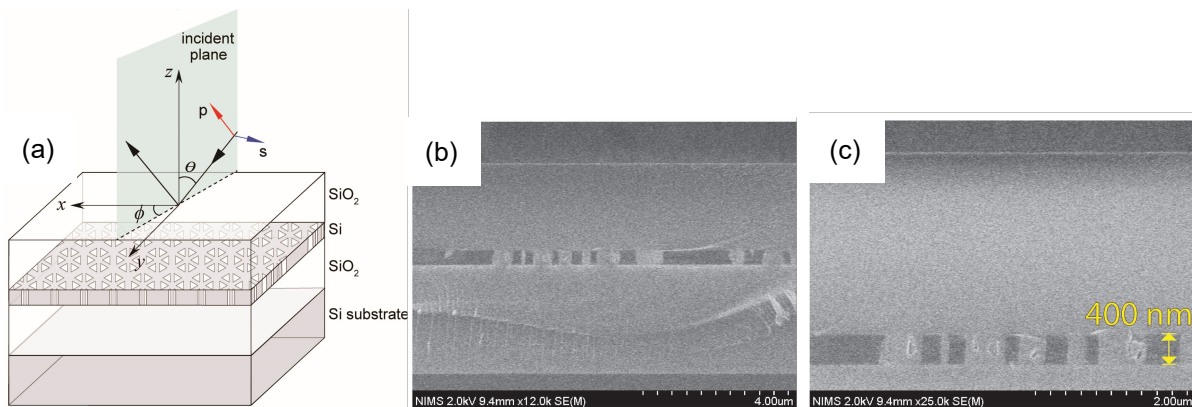 (a)
incident
plane
z
p
s
θ
x
ϕ
y
SiO₂
Si
SiO₂
Si substrate
(b)
NIMS 2.0kV 9.4mm x12.0k SE(M)
4.00um
(c)
400 nm
NIMS 2.0kV 9.4mm x25.0k SE(M)
2.00um